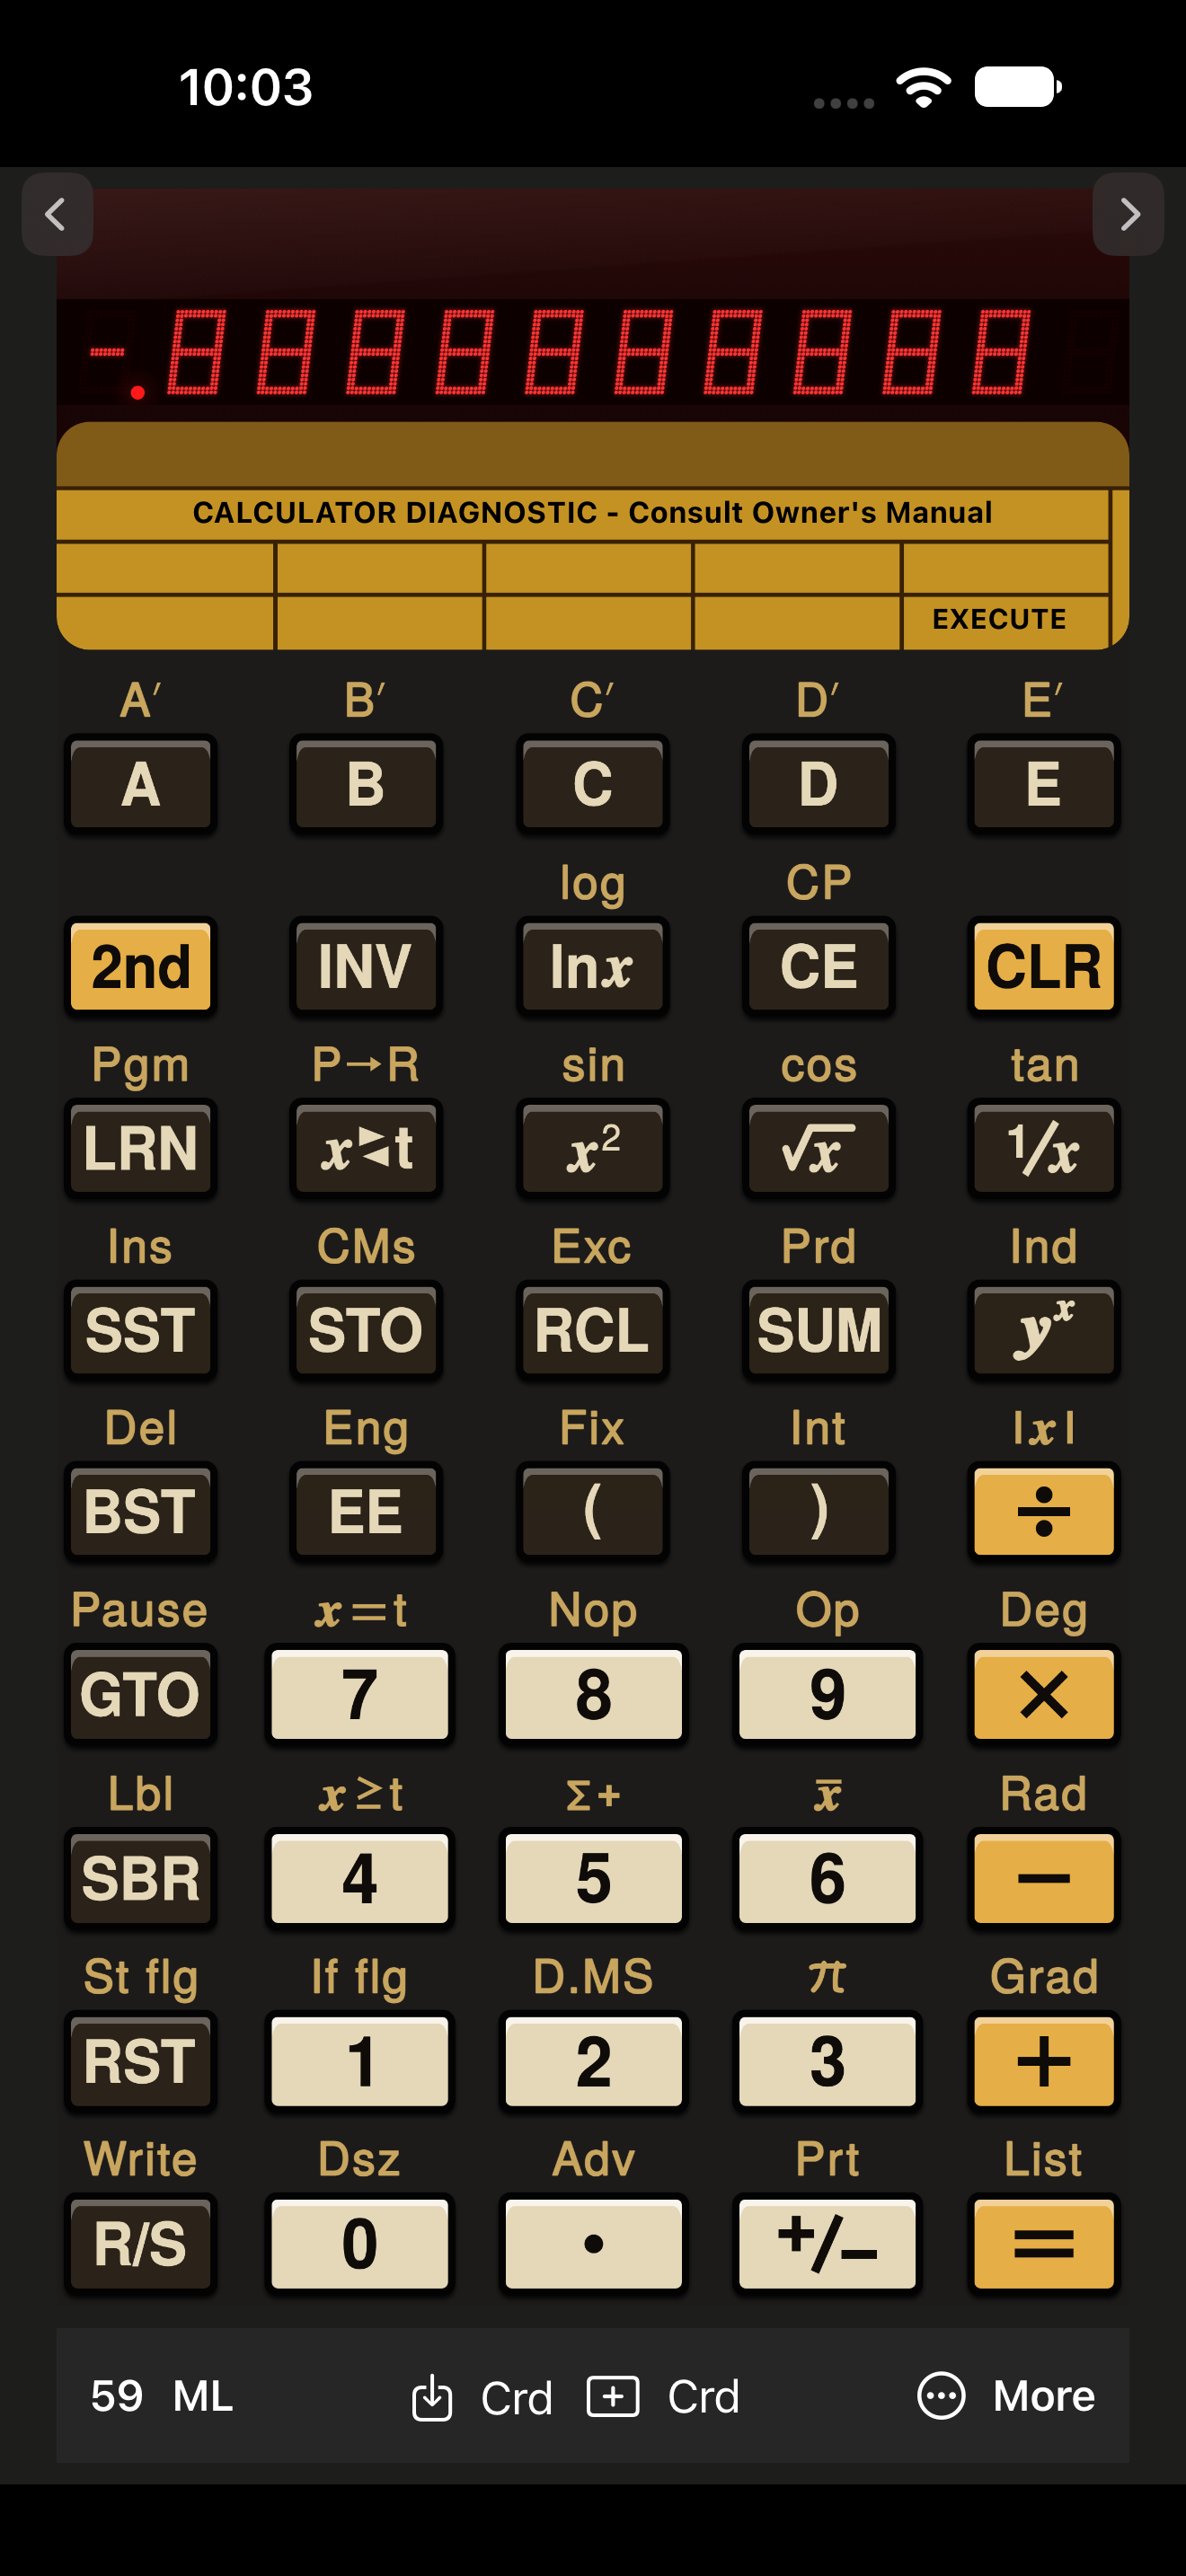 10:03
-.8888888888
CALCULATOR DIAGNOSTIC - Consult Owner's Manual
EXECUTE
A′ B′ C′ D′ E′
A B C D E
log CP
2nd INV lnx CE CLR
Pgm P→R sin cos tan
LRN x⇄t x² √x 1/x
Ins CMs Exc Prd Ind
SST STO RCL SUM yˣ
Del Eng Fix Int |x|
BST EE ( ) ÷
Pause x=t Nop Op Deg
GTO 7 8 9 ×
Lbl x≥t Σ+ x̅ Rad
SBR 4 5 6 −
St flg If flg D.MS π Grad
RST 1 2 3 +
Write Dsz Adv Prt List
R/S 0 . +/− =
59 ML Crd Crd More